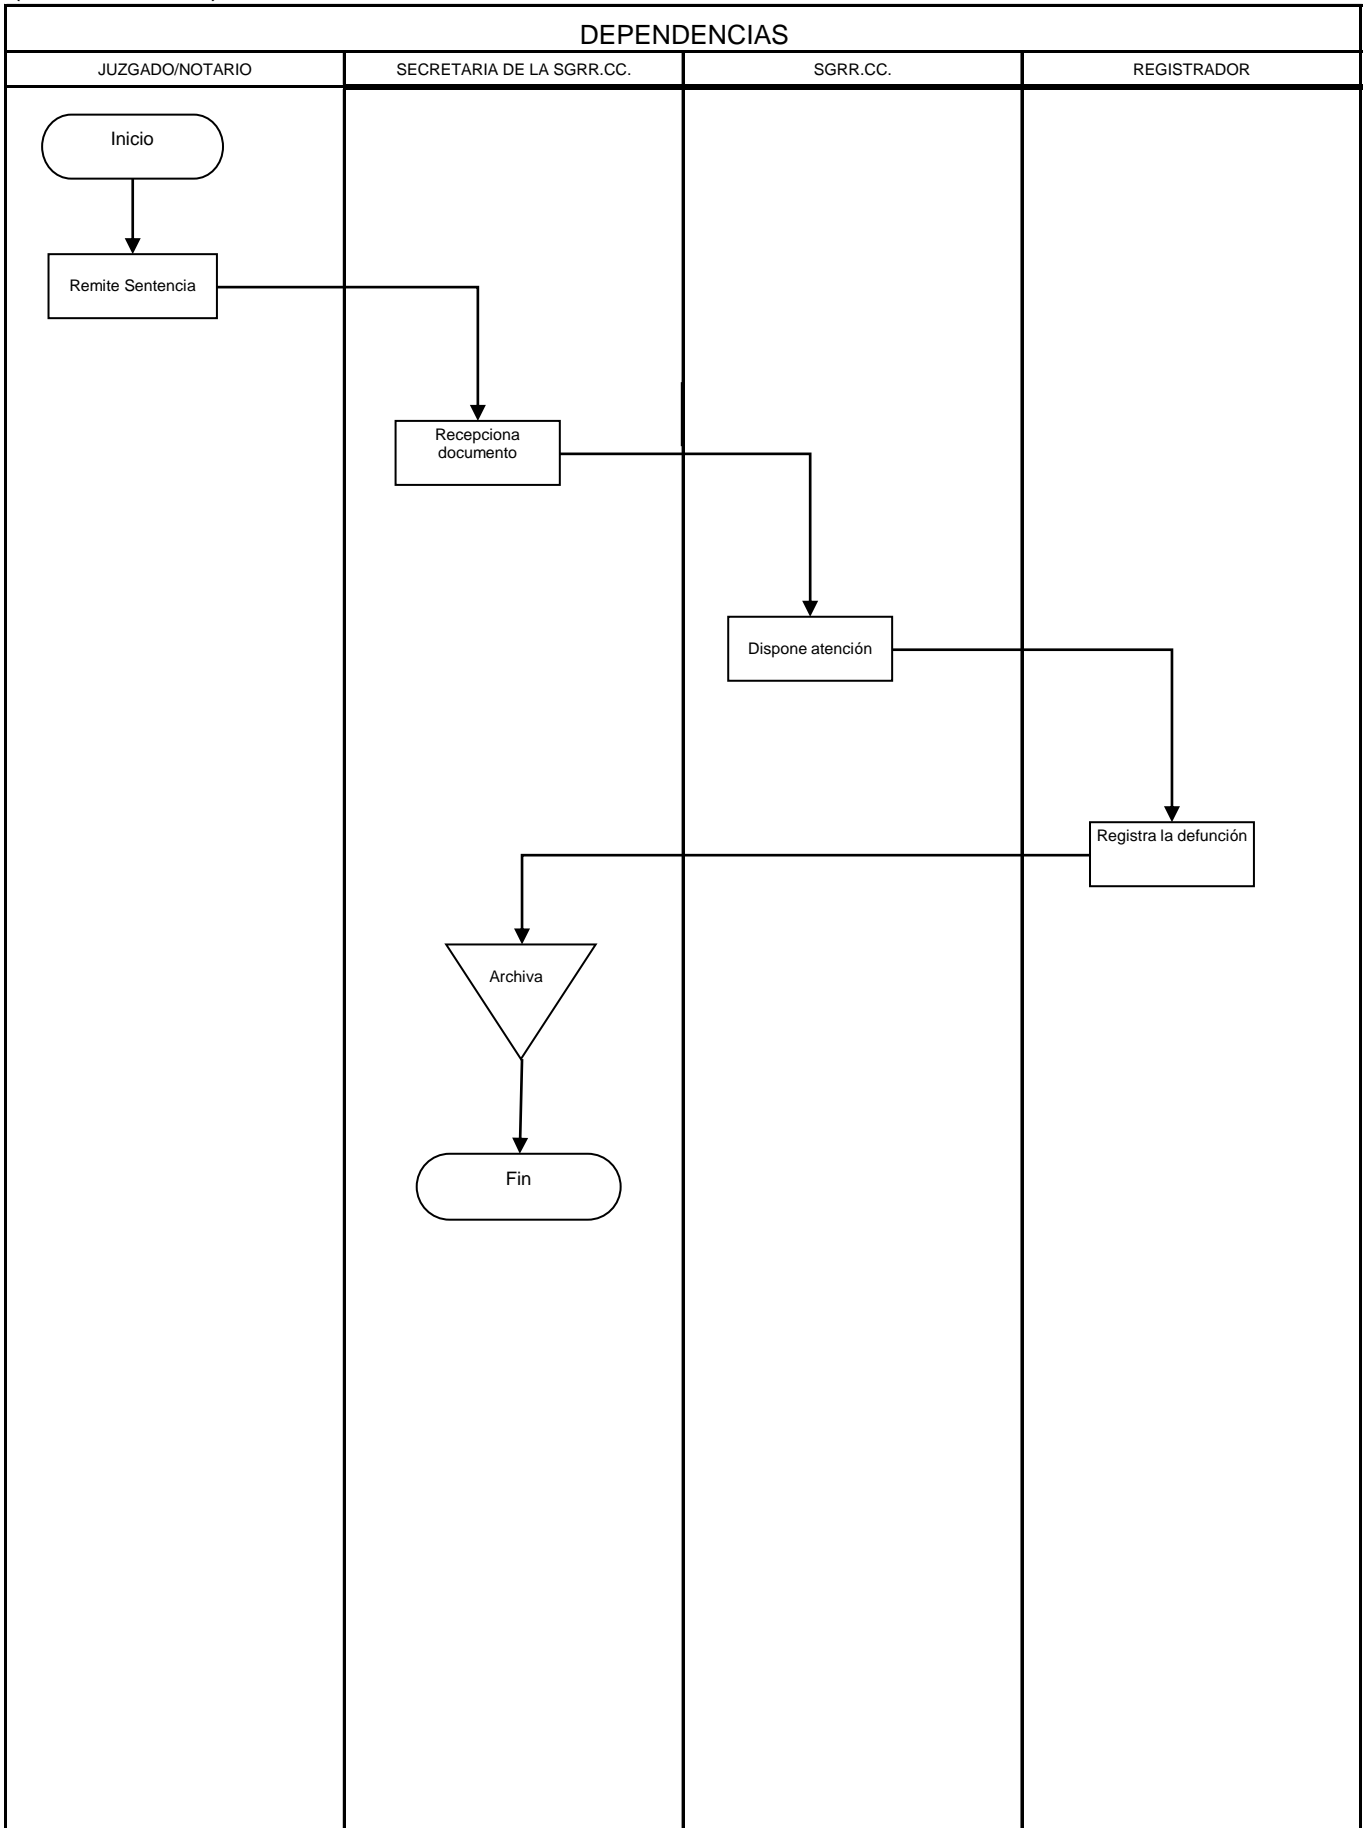 DEPENDENCIAS
JUZGADO/NOTARIO
SECRETARIA DE LA SGRR.CC.
SGRR.CC.
REGISTRADOR
Inicio
Remite Sentencia
Recepciona
documento
Dispone atención
Registra la defunción
Archiva
Fin